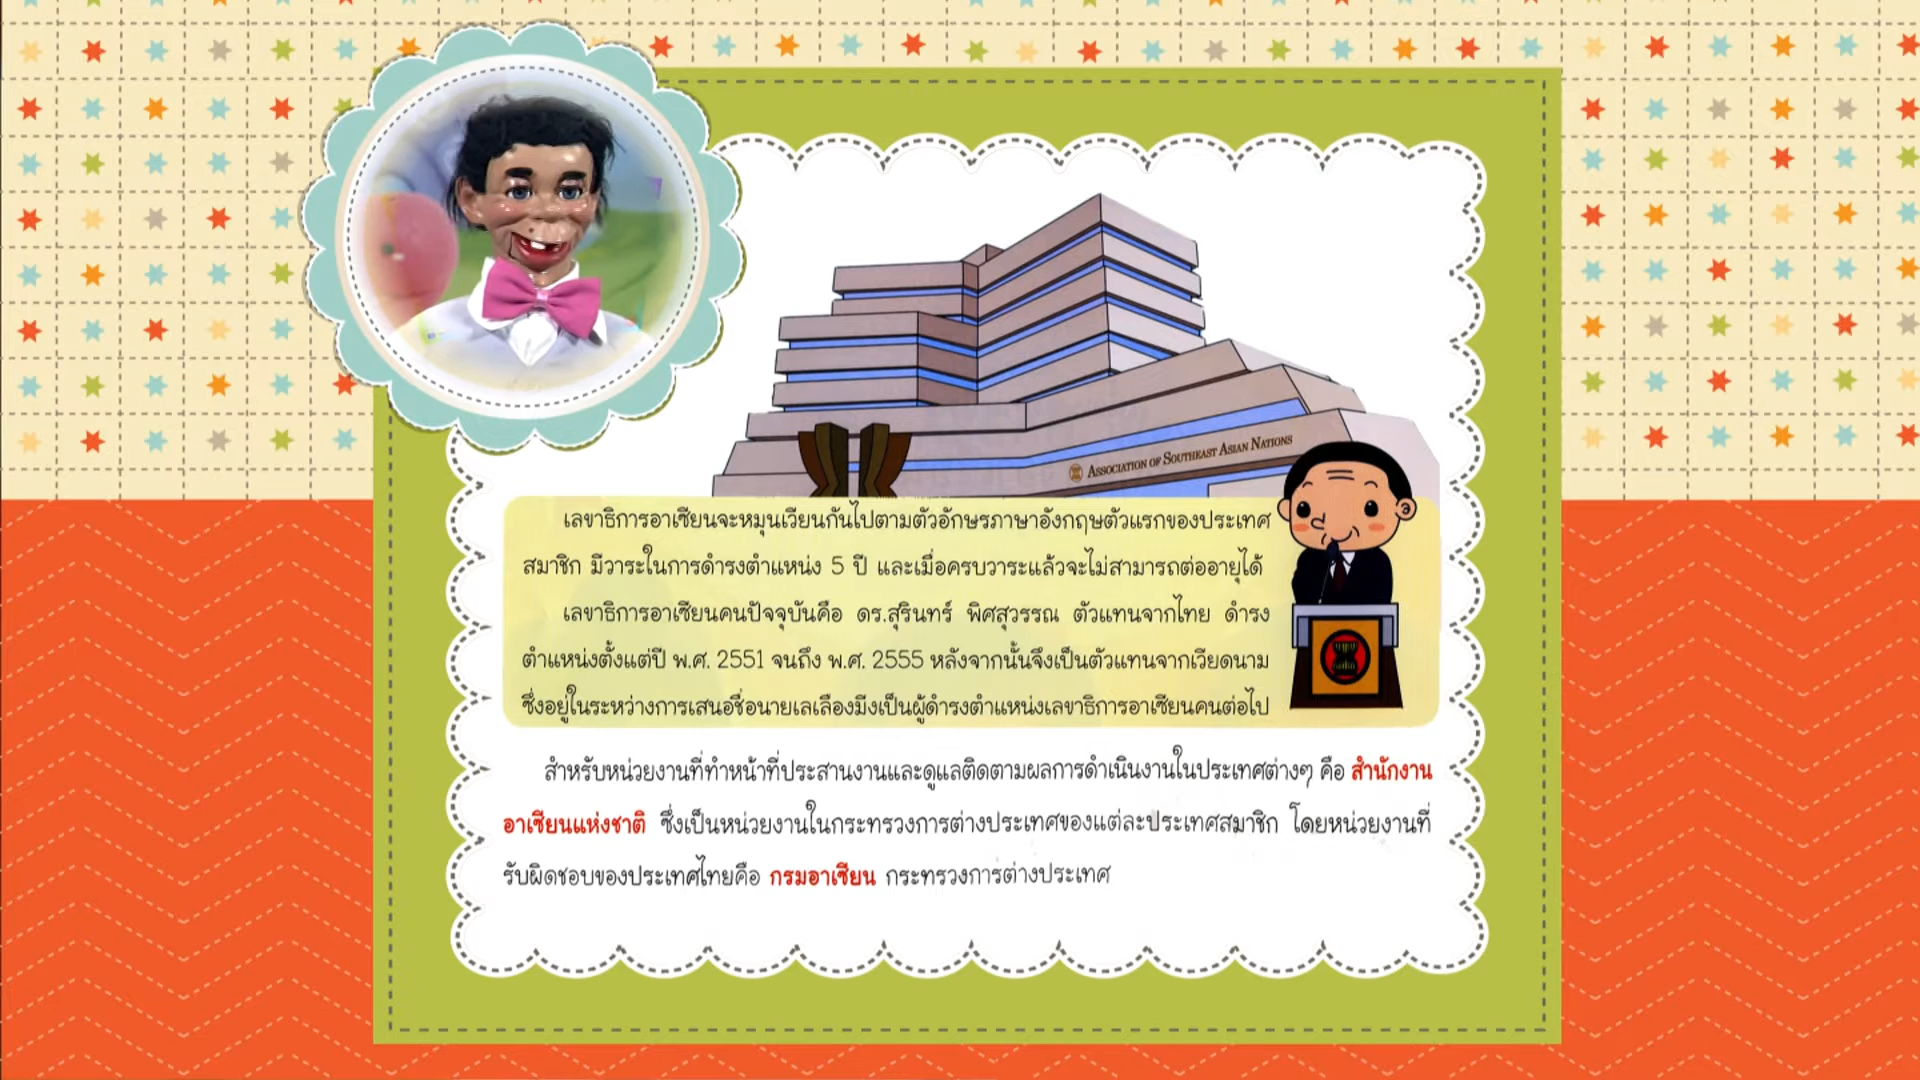 ASSOCIATION OF SOUTHEAST ASIAN NATIONS
เลขาธิการอาเซียนจะหมุนเวียนกันไปตามตัวอักษรภาษาอังกฤษตัวแรกของประเทศ
สมาชิก มีวาระในการดำรงตำแหน่ง 5 ปี และเมื่อครบวาระแล้วจะไม่สามารถต่ออายุได้
เลขาธิการอาเซียนคนปัจจุบันคือ ดร.สุรินทร์ พิศสุวรรณ ตัวแทนจากไทย ดำรง
ตำแหน่งตั้งแต่ปี พ.ศ. 2551 จนถึง พ.ศ. 2555 หลังจากนั้นจึงเป็นตัวแทนจากเวียดนาม
ซึ่งอยู่ในระหว่างการเสนอชื่อนายเลเลืองมิงเป็นผู้ดำรงตำแหน่งเลขาธิการอาเซียนคนต่อไป
สำหรับหน่วยงานที่ทำหน้าที่ประสานงานและดูแลติดตามผลการดำเนินงานในประเทศต่างๆ คือ สำนักงาน
อาเซียนแห่งชาติ ซึ่งเป็นหน่วยงานในกระทรวงการต่างประเทศของแต่ละประเทศสมาชิก โดยหน่วยงานที่
รับผิดชอบของประเทศไทยคือ กรมอาเซียน กระทรวงการต่างประเทศ